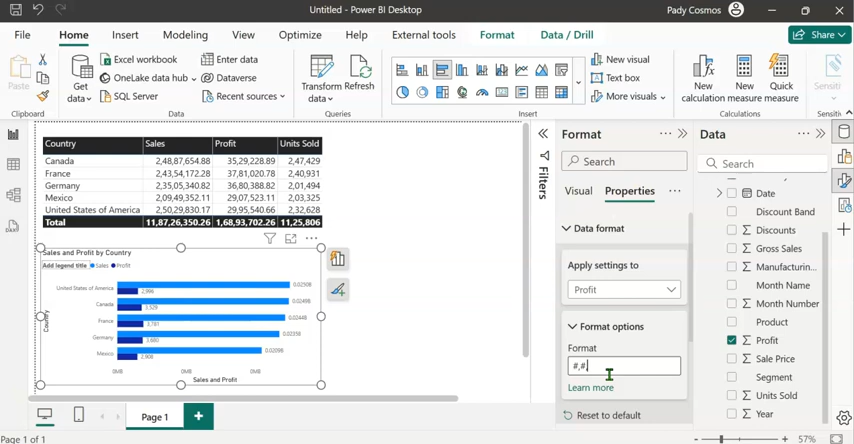 Untitled - Power BI Desktop
Pady Cosmos
File Home Insert Modeling View Optimize Help External tools Format Data / Drill
Share
Paste
Get data
Excel workbook
OneLake data hub
SQL Server
Enter data
Dataverse
Recent sources
Transform data
Refresh
New visual
Text box
More visuals
New calculation
New measure
Quick measure
Sensiti
Clipboard Data Queries Insert Calculations Sensiti
Country Sales Profit Units Sold
Canada 2,48,87,654.88 35,29,228.89 2,47,429
France 2,43,54,172.28 37,81,020.78 2,40,931
Germany 2,35,05,340.82 36,80,388.82 2,01,494
Mexico 2,09,49,352.11 29,07,523.11 2,03,325
United States of America 2,50,29,830.17 29,95,540.66 2,32,628
Total 11,87,26,350.26 1,68,93,702.26 11,25,806
Sales and Profit by Country
Add legend title Sales Profit
United States of America 0.02508
2,996
Canada 0.02498
3,529
France 0.02448
3,781
Germany 0.02358
3,680
Mexico 0.02098
2,908
Country
0MB 0MB 0MB
Sales and Profit
Filters
Format
Search
Visual Properties
Data format
Apply settings to
Profit
Format options
Format
#,#,
Learn more
Reset to default
Data
Search
Date
Discount Band
Discounts
Gross Sales
Manufacturin...
Month Name
Month Number
Product
Profit
Sale Price
Segment
Units Sold
Year
DAX
Page 1
Page 1 of 1
57%